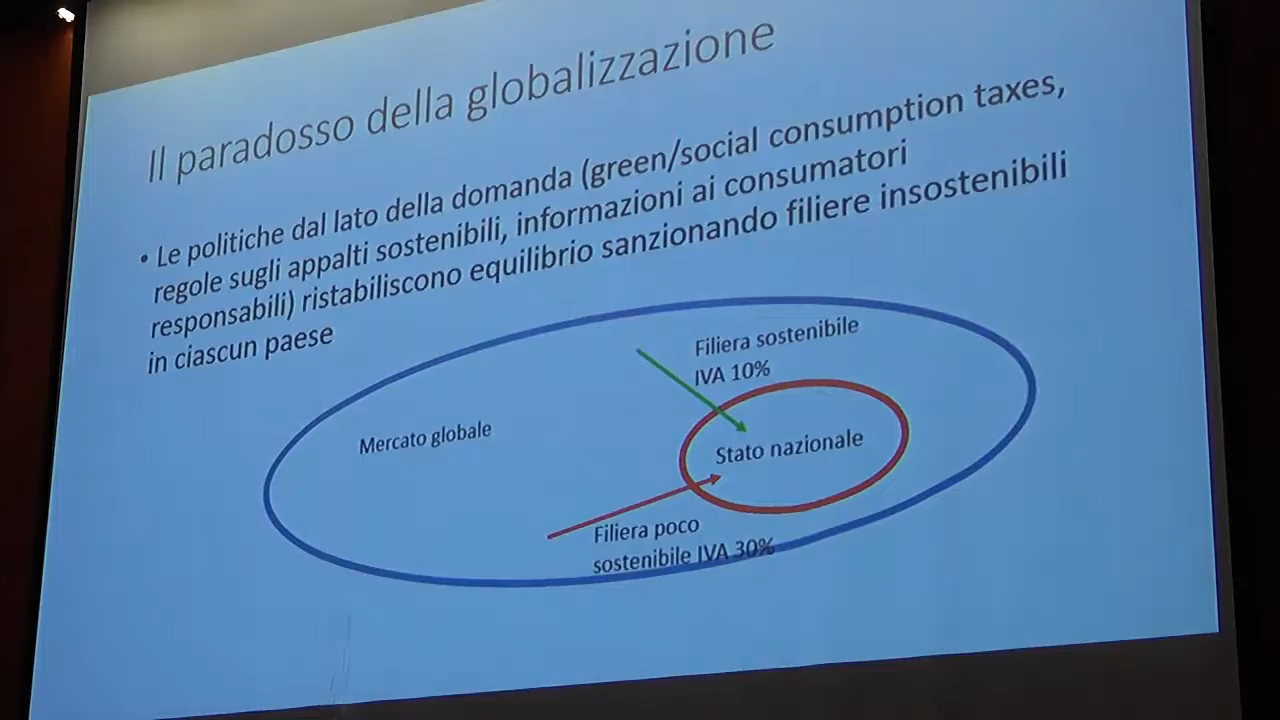 Il paradosso della globalizzazione
• Le politiche dal lato della domanda (green/social consumption taxes,
regole sugli appalti sostenibili, informazioni ai consumatori
responsabili) ristabiliscono equilibrio sanzionando filiere insostenibili
in ciascun paese
Filiera sostenibile
IVA 10%
Mercato globale
Stato nazionale
Filiera poco
sostenibile IVA 30%